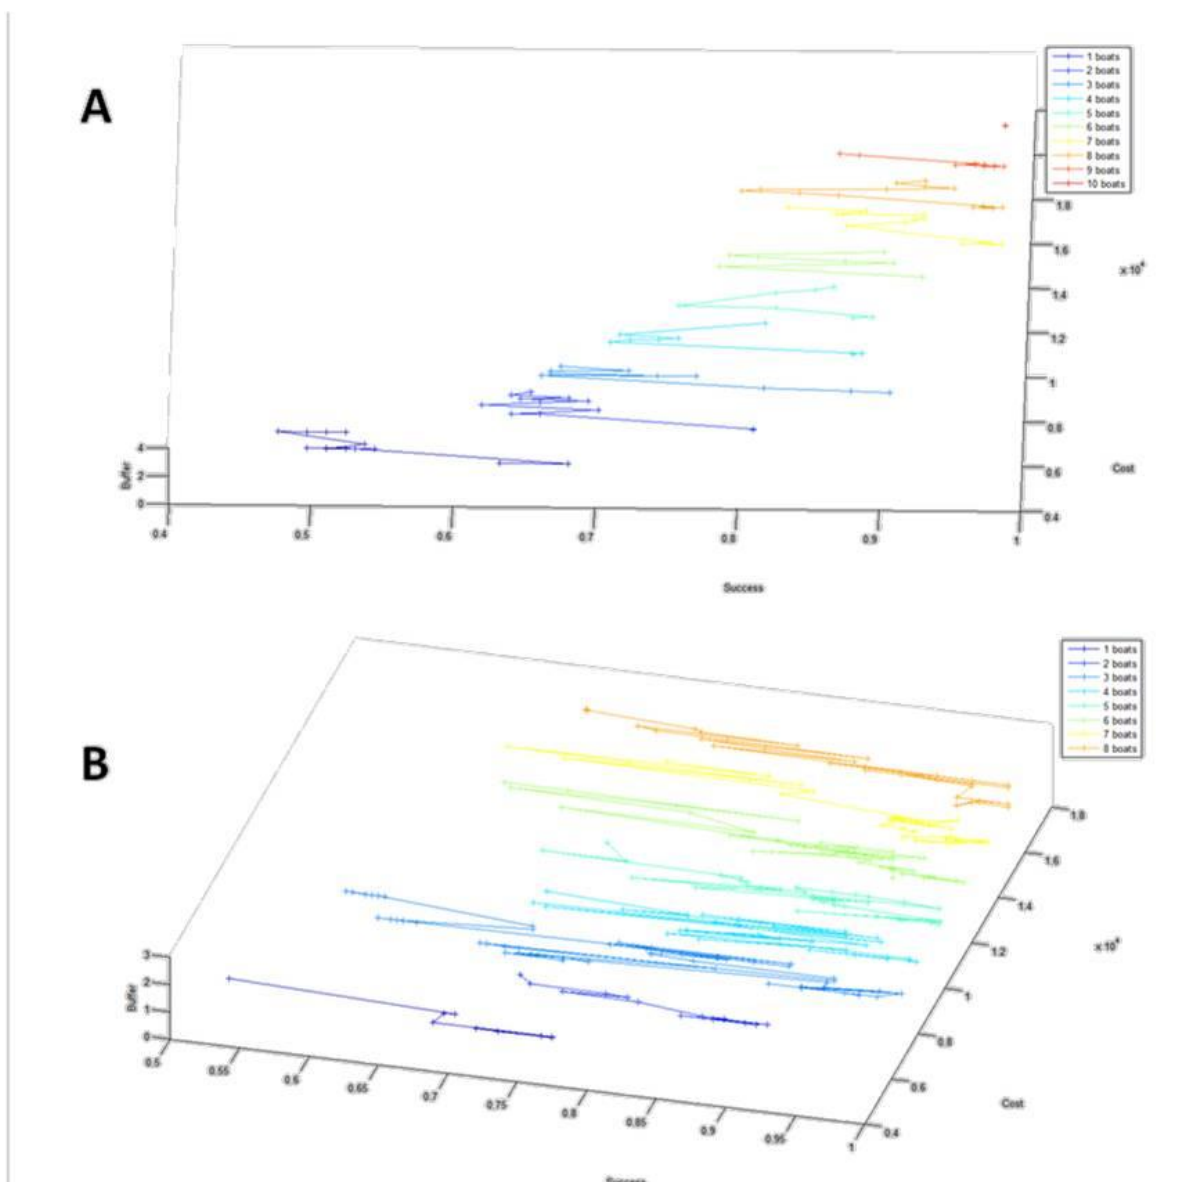 A
1 boats
2 boats
3 boats
4 boats
5 boats
6 boats
7 boats
8 boats
9 boats
10 boats
1.8
1.6
×10⁴
1.4
1.2
1
0.8
4
Buffer
2
0.6
Cost
0
0.4
0.4
0.5
0.6
0.7
0.8
0.9
1
Success
B
1 boats
2 boats
3 boats
4 boats
5 boats
6 boats
7 boats
8 boats
1.8
1.6
1.4
1.2
×10⁴
3
2
Buffer
1
0
1
0.8
0.6
Cost
0.4
0.5
0.55
0.6
0.65
0.7
0.75
0.8
0.85
0.9
0.95
1